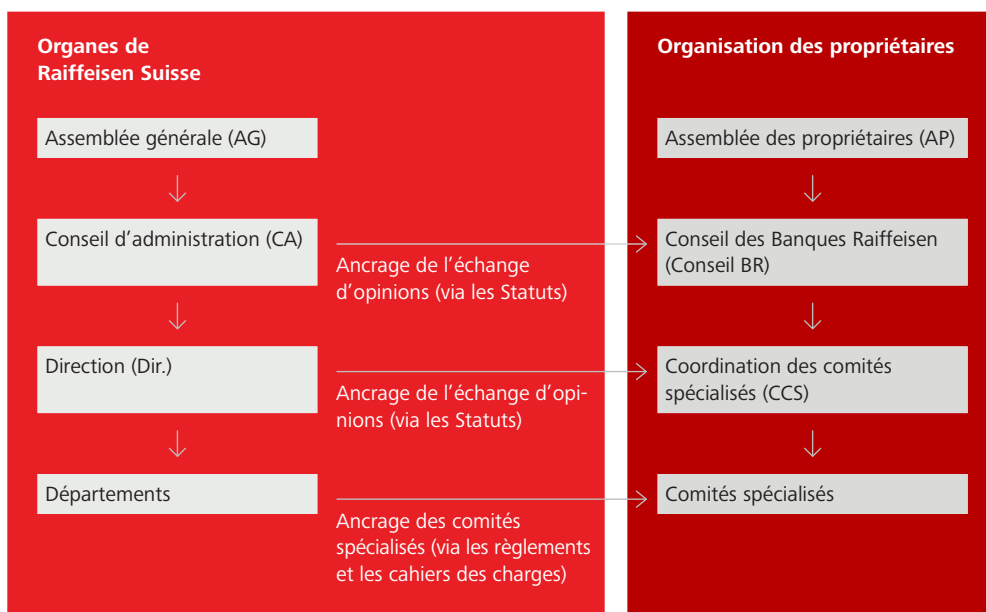 Organes de
Raiffeisen Suisse
Assemblée générale (AG)
Conseil d’administration (CA)
Ancrage de l’échange
d’opinions (via les Statuts)
Direction (Dir.)
Ancrage de l’échange d’opi-
nions (via les Statuts)
Départements
Ancrage des comités
spécialisés (via les règlements
et les cahiers des charges)
Organisation des propriétaires
Assemblée des propriétaires (AP)
Conseil des Banques Raiffeisen
(Conseil BR)
Coordination des comités
spécialisés (CCS)
Comités spécialisés